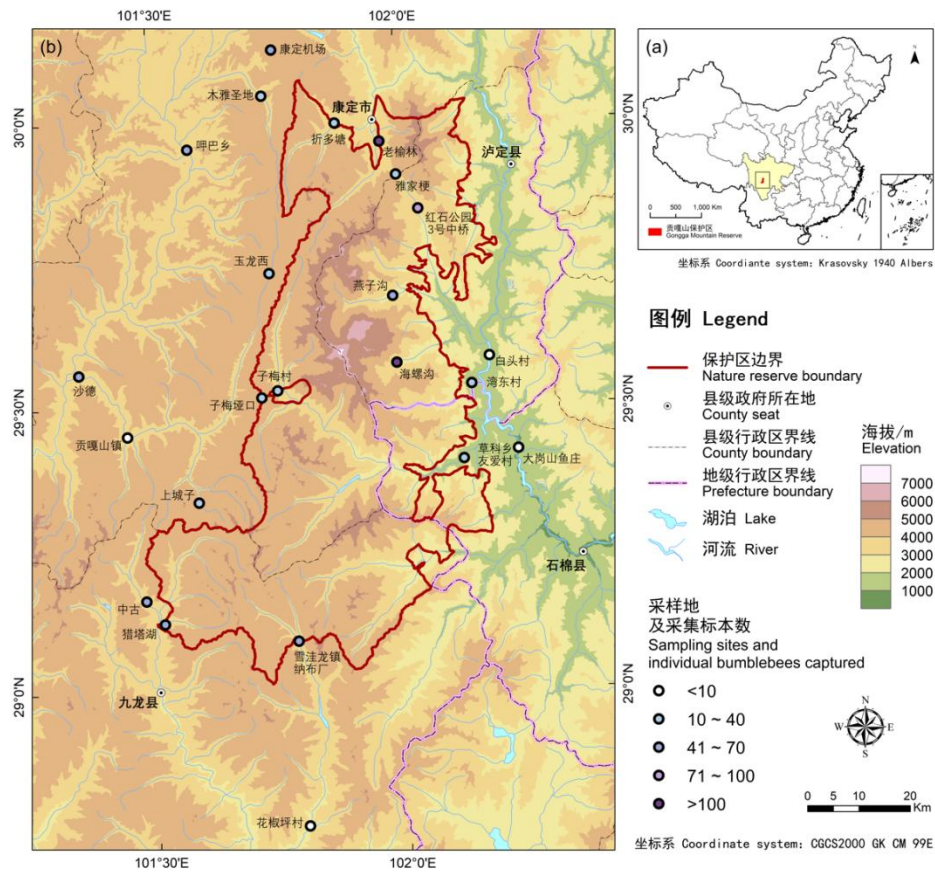 101°30'E
102°0'E
(b)
康定机场
木雅圣地
康定市
折多塘
老榆林
呷巴乡
泸定县
雅家梗
红石公园
3号中桥
玉龙西
燕子沟
白头村
海螺沟
湾东村
子梅村
沙德
子梅垭口
贡嘎山镇
草科乡
友爱村
大岗山鱼庄
上城子
石棉县
中古
猎塔湖
雪洼龙镇
纳布厂
九龙县
花椒坪村
30°0'N
29°30'N
29°0'N
30°0'N
29°30'N
29°0'N
101°30'E
102°0'E
(a)
N
0 500 1,000 Km
贡嘎山保护区
Gongga Mountain Reserve
坐标系 Coordiante system: Krasovsky 1940 Albers
图例 Legend
保护区边界
Nature reserve boundary
县级政府所在地
County seat
县级行政区界线
County boundary
地级行政区界线
Prefecture boundary
湖泊 Lake
河流 River
海拔/m
Elevation
7000
6000
5000
4000
3000
2000
1000
采样地
及采集标本数
Sampling sites and
individual bumblebees captured
<10
10 ~ 40
41 ~ 70
71 ~ 100
>100
N
W E
S
0 5 10 20
Km
坐标系 Coordinate system: CGCS2000 GK CM 99E